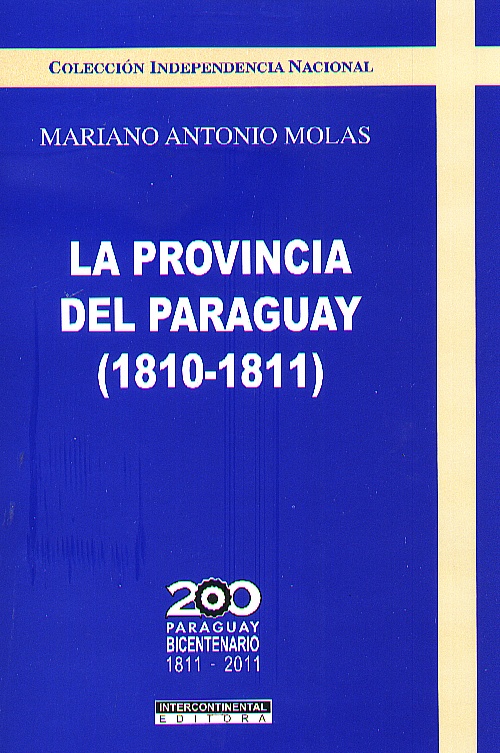 COLECCIÓN INDEPENDENCIA NACIONAL
MARIANO ANTONIO MOLAS
LA PROVINCIA
DEL PARAGUAY
(1810-1811)
200
PARAGUAY
BICENTENARIO
1811 - 2011
INTERCONTINENTAL
EDITORA